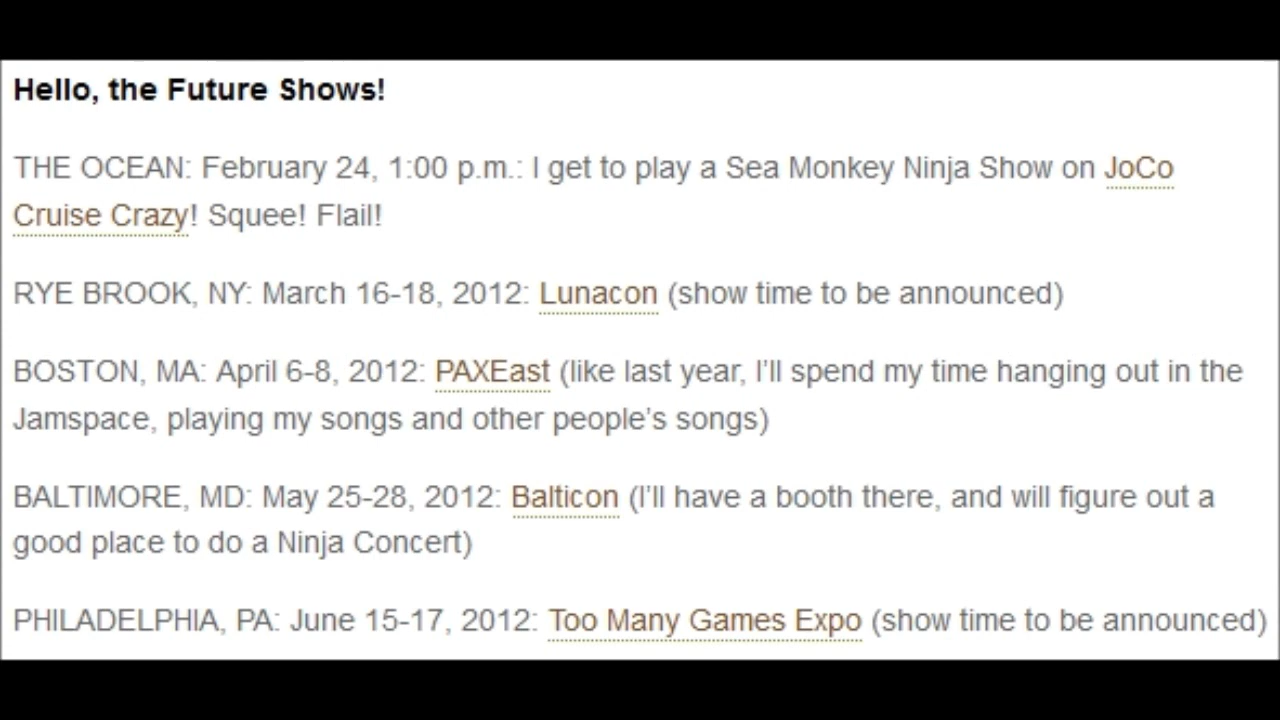 Hello, the Future Shows!
THE OCEAN: February 24, 1:00 p.m.: I get to play a Sea Monkey Ninja Show on JoCo
Cruise Crazy! Squee! Flail!
RYE BROOK, NY: March 16-18, 2012: Lunacon (show time to be announced)
BOSTON, MA: April 6-8, 2012: PAXEast (like last year, I’ll spend my time hanging out in the
Jamspace, playing my songs and other people’s songs)
BALTIMORE, MD: May 25-28, 2012: Balticon (I’ll have a booth there, and will figure out a
good place to do a Ninja Concert)
PHILADELPHIA, PA: June 15-17, 2012: Too Many Games Expo (show time to be announced)